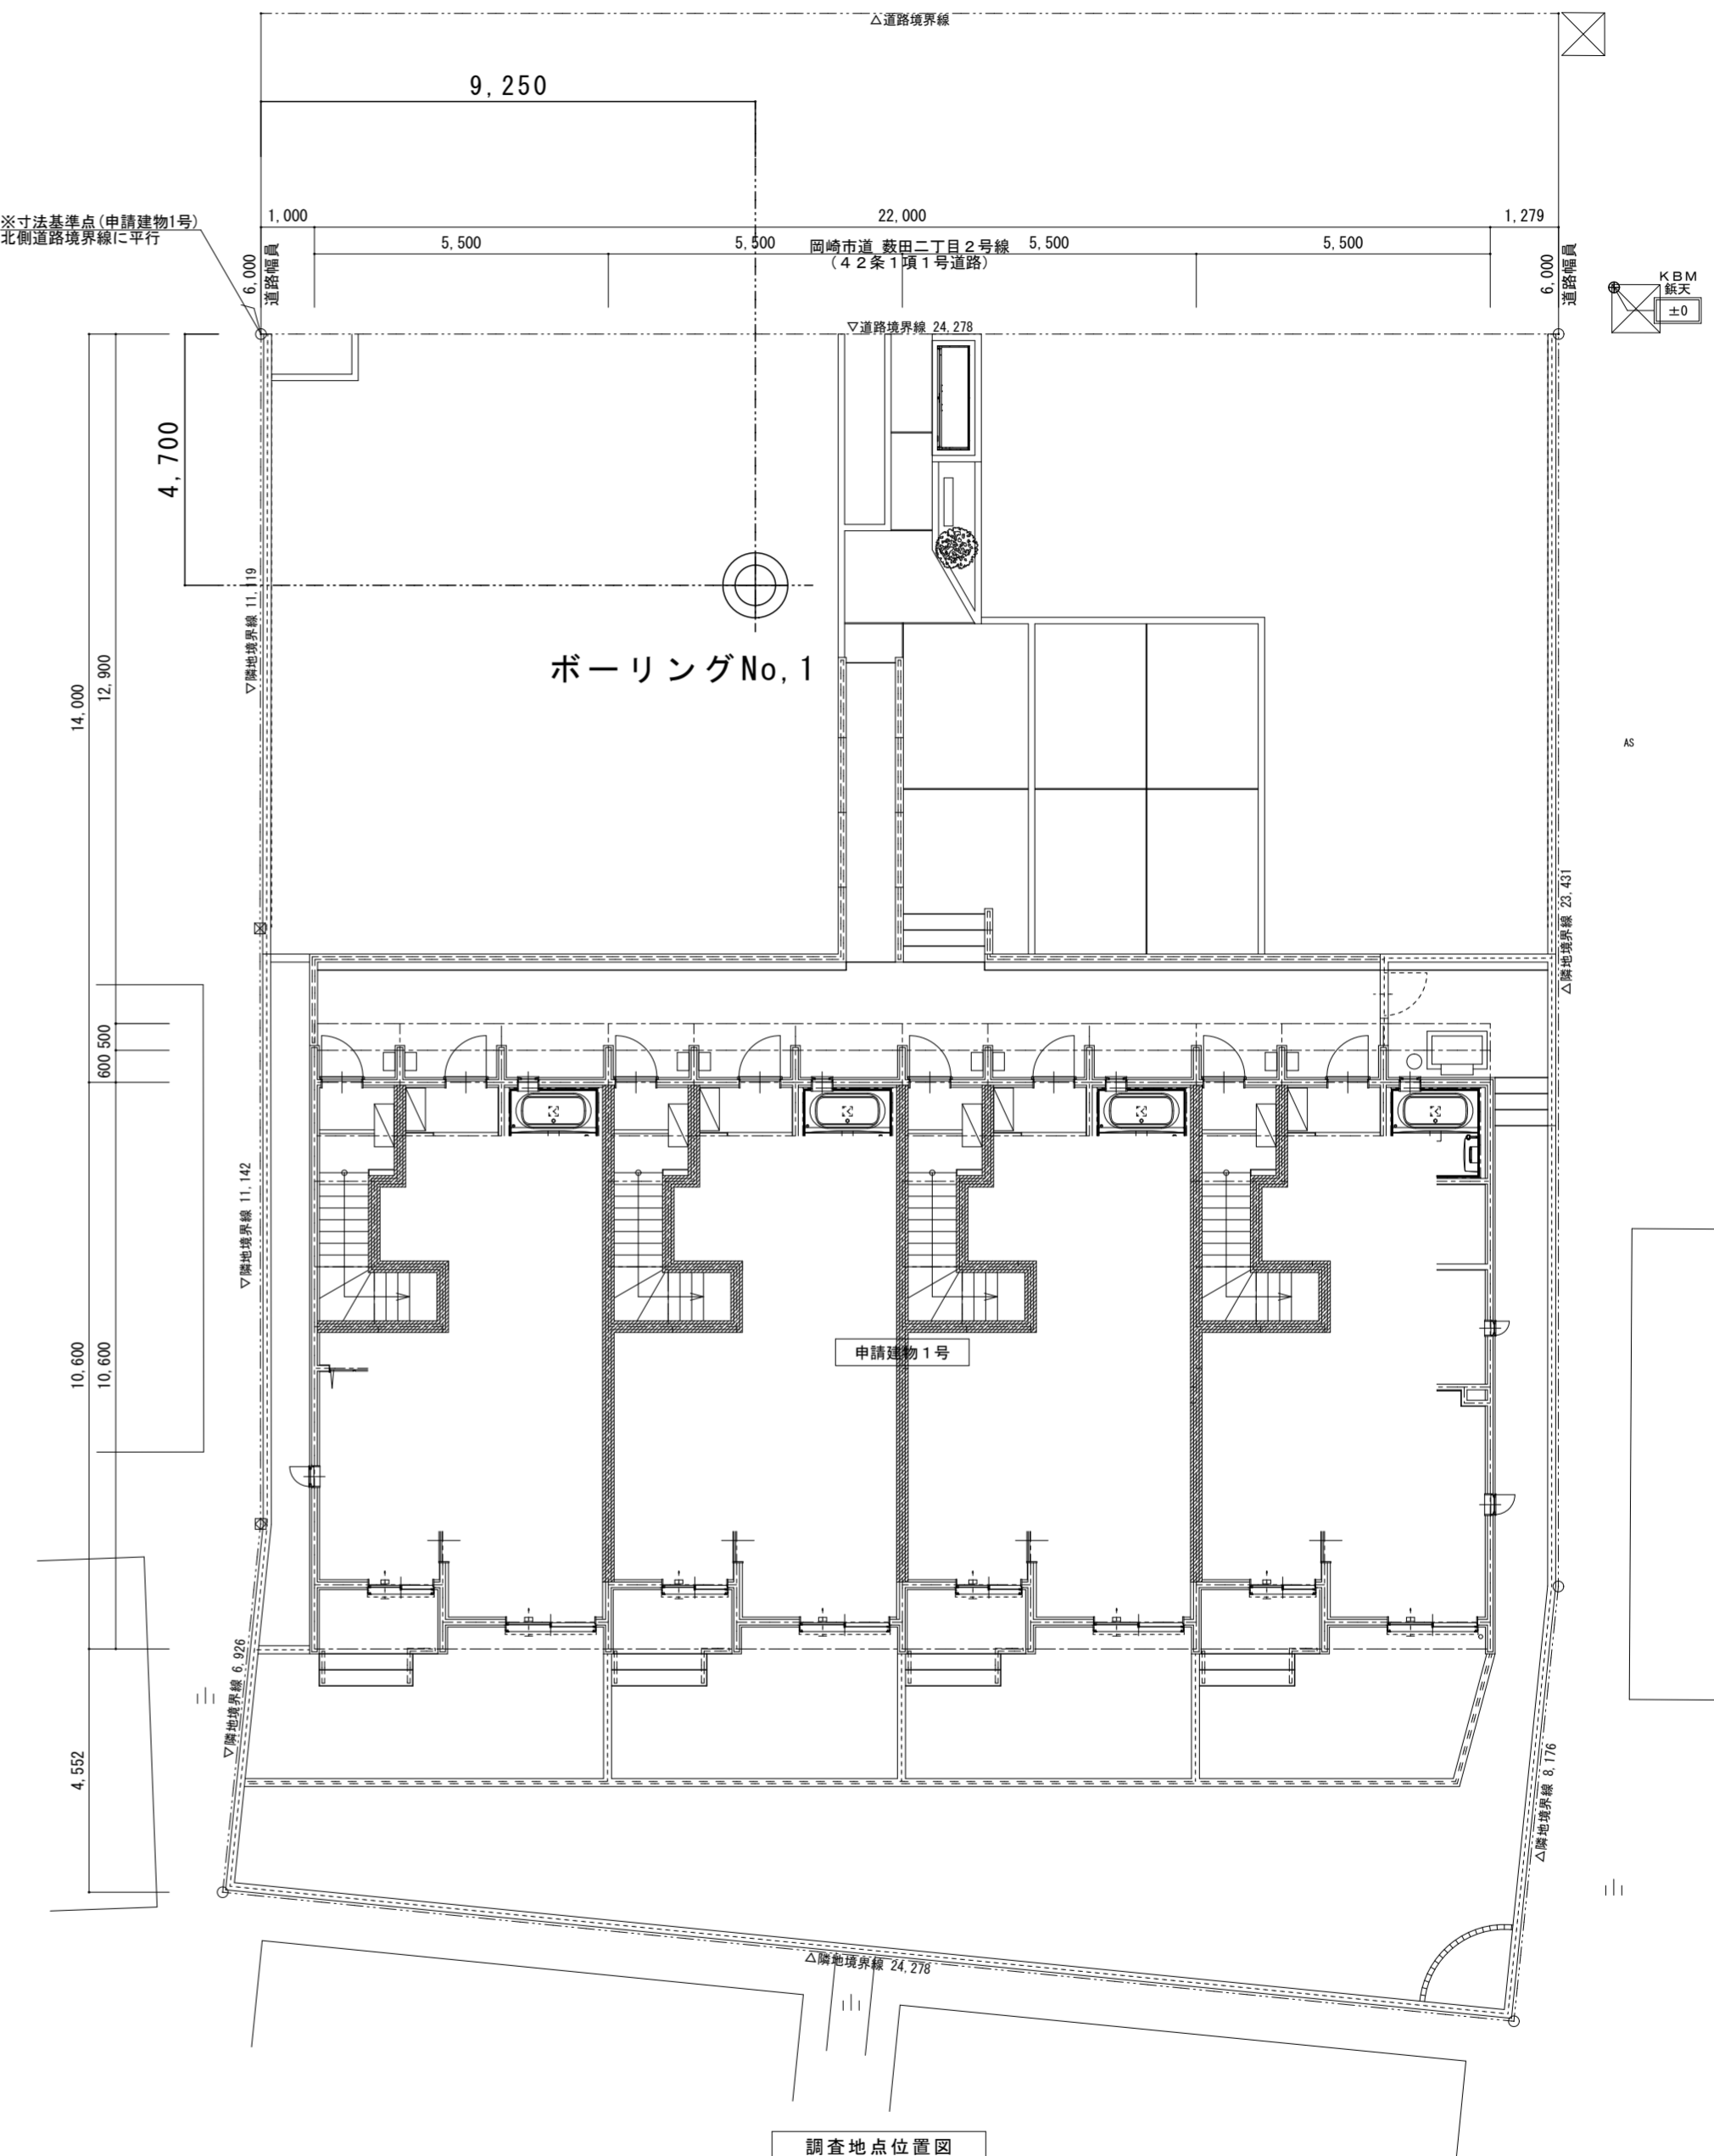 △道路境界線
9,250
※寸法基準点(申請建物1号)
北側道路境界線に平行
1,000
22,000
1,279
5,500
5,500
5,500
5,500
岡崎市道 薮田二丁目2号線
(42条1項1号道路)
6,000
道路幅員
6,000
道路幅員
KBM
鋲天
±0
▽道路境界線 24,278
4,700
▽隣地境界線 11,119
ボーリングNo,1
14,000
12,900
AS
△隣地境界線 23,431
500
600
▽隣地境界線 11,142
申請建物1号
10,600
10,600
▽隣地境界線 6,926
4,552
△隣地境界線 8,176
△隣地境界線 24,278
調査地点位置図